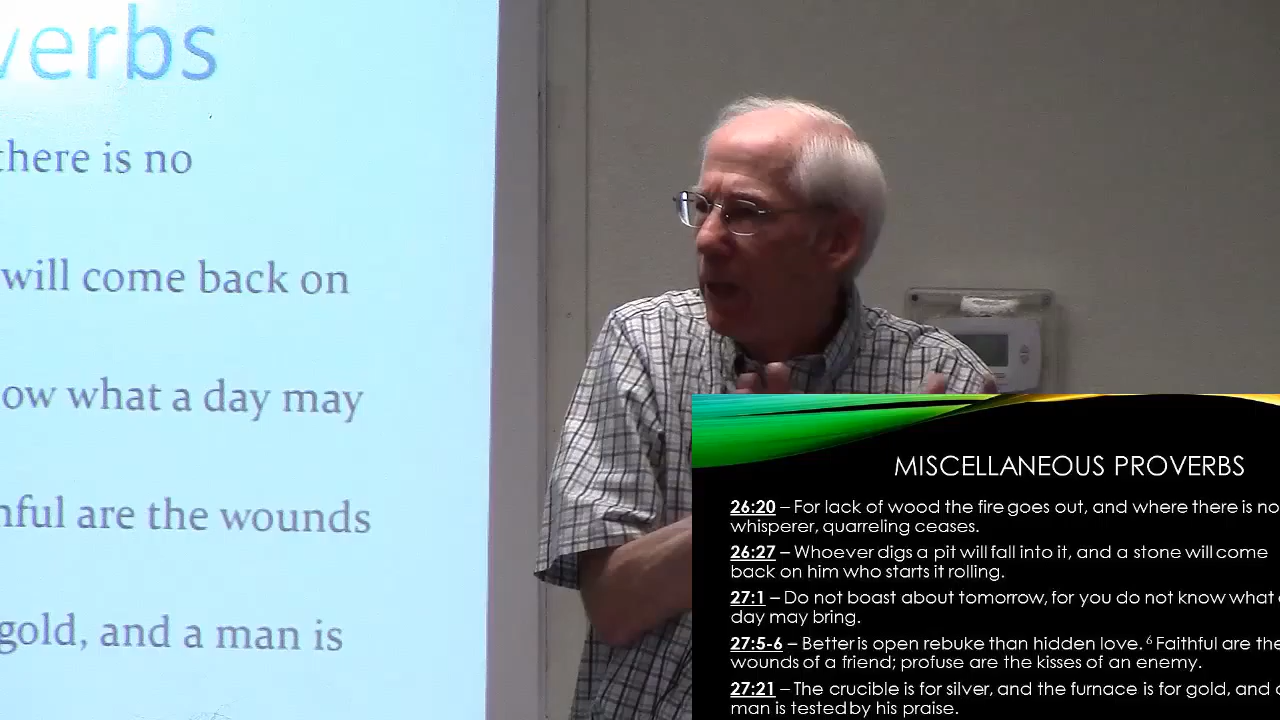 verbs
there is no
will come back on
ow what a day may
hful are the wounds
gold, and a man is
MISCELLANEOUS PROVERBS
26:20 – For lack of wood the fire goes out, and where there is no
whisperer, quarreling ceases.
26:27 – Whoever digs a pit will fall into it, and a stone will come
back on him who starts it rolling.
27:1 – Do not boast about tomorrow, for you do not know what a
day may bring.
27:5-6 – Better is open rebuke than hidden love. 6 Faithful are the
wounds of a friend; profuse are the kisses of an enemy.
27:21 – The crucible is for silver, and the furnace is for gold, and a
man is tested by his praise.